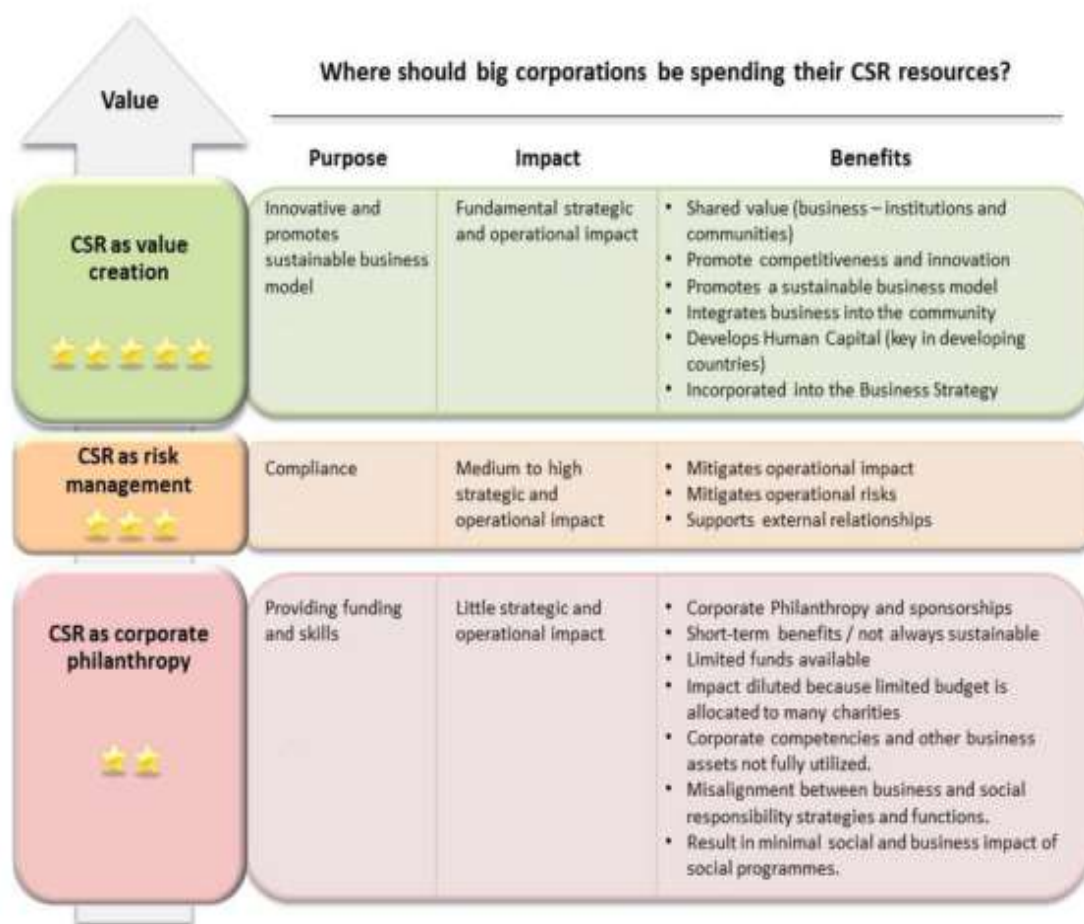 Where should big corporations be spending their CSR resources?
Value
Purpose
Impact
Benefits
CSR as value
creation
Innovative and
promotes
sustainable business
model
Fundamental strategic
and operational impact
• Shared value (business – institutions and
communities)
• Promote competitiveness and innovation
• Promotes a sustainable business model
• Integrates business into the community
• Develops Human Capital (key in developing
countries)
• Incorporated into the Business Strategy
CSR as risk
management
Compliance
Medium to high
strategic and
operational impact
• Mitigates operational impact
• Mitigates operational risks
• Supports external relationships
CSR as corporate
philanthropy
Providing funding
and skills
Little strategic and
operational impact
• Corporate Philanthropy and sponsorships
• Short-term benefits / not always sustainable
• Limited funds available
• Impact diluted because limited budget is
allocated to many charities
• Corporate competencies and other business
assets not fully utilized.
• Misalignment between business and social
responsibility strategies and functions.
• Result in minimal social and business impact of
social programmes.